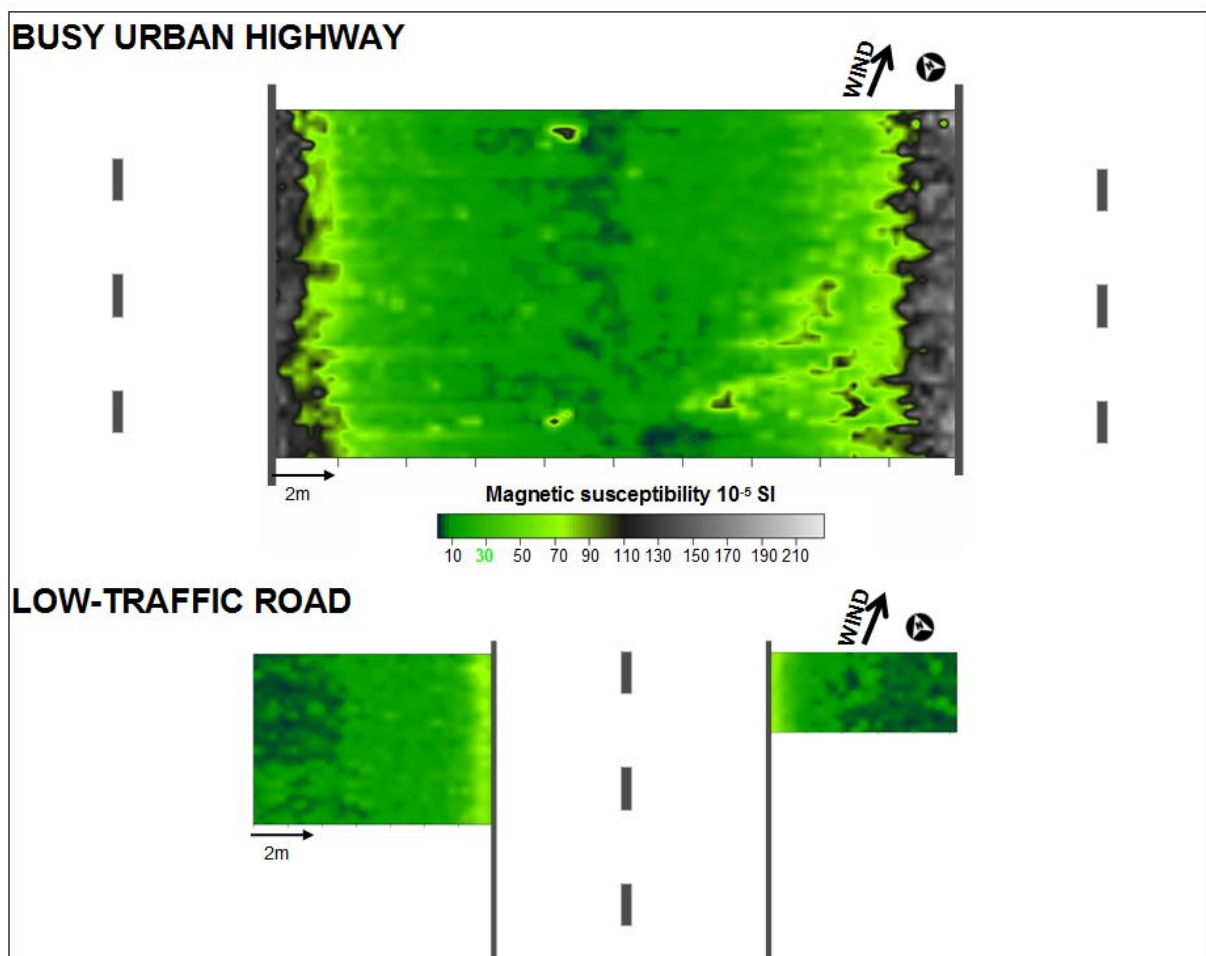 BUSY URBAN HIGHWAY
WIND
N
2m
Magnetic susceptibility 10⁻⁵ SI
10 30 50 70 90 110 130 150 170 190 210
LOW-TRAFFIC ROAD
WIND
N
2m